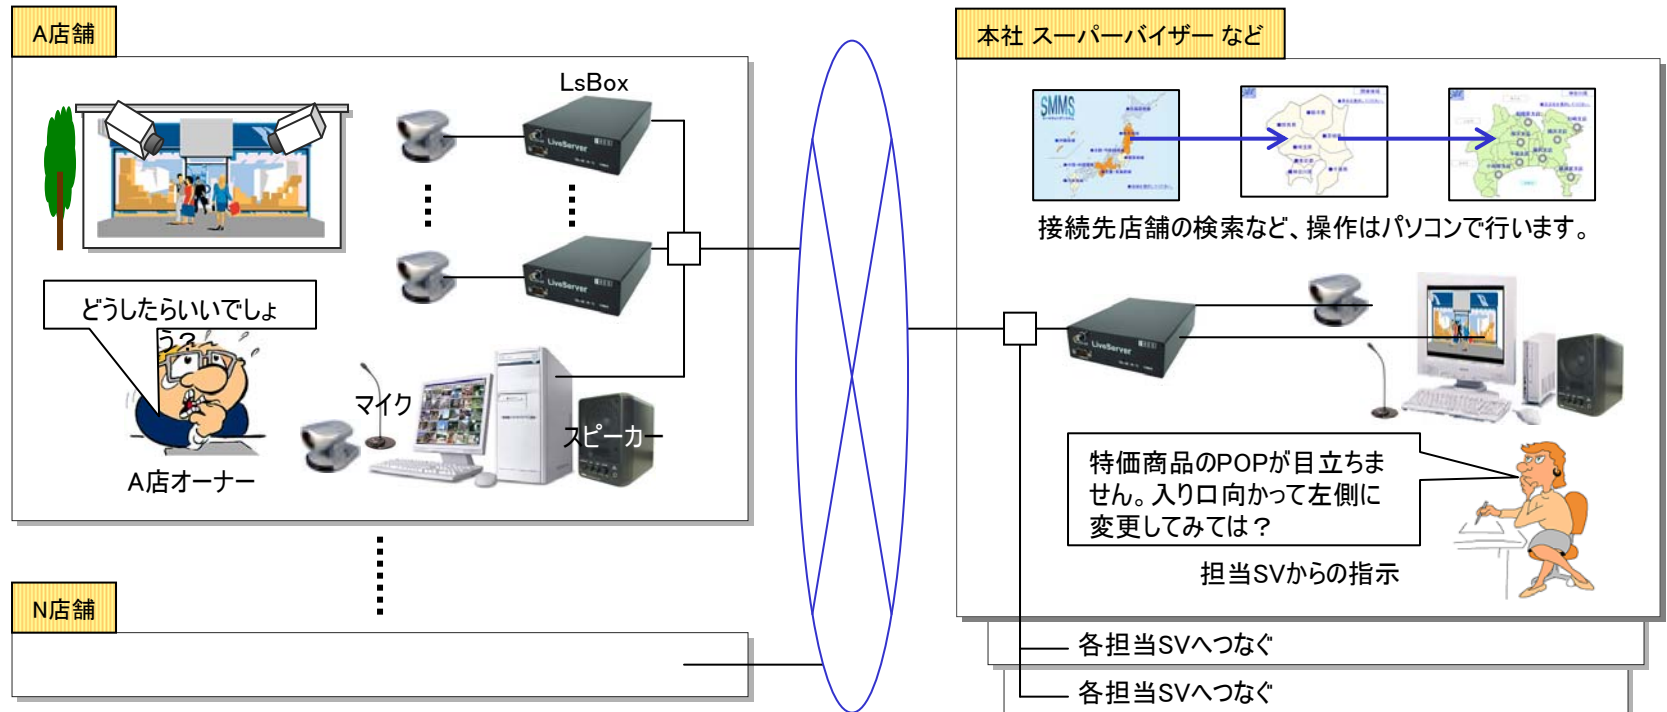 A店舗
LsBox
LiveServer
LiveServer
どうしたらいいでしょ
う?
マイク
スピーカー
A店オーナー
N店舗
本社 スーパーバイザー など
SMMS
接続先店舗の検索など、操作はパソコンで行います。
LiveServer
特価商品のPOPが目立ちま
せん。入り口向かって左側に
変更してみては?
担当SVからの指示
各担当SVへつなぐ
各担当SVへつなぐ